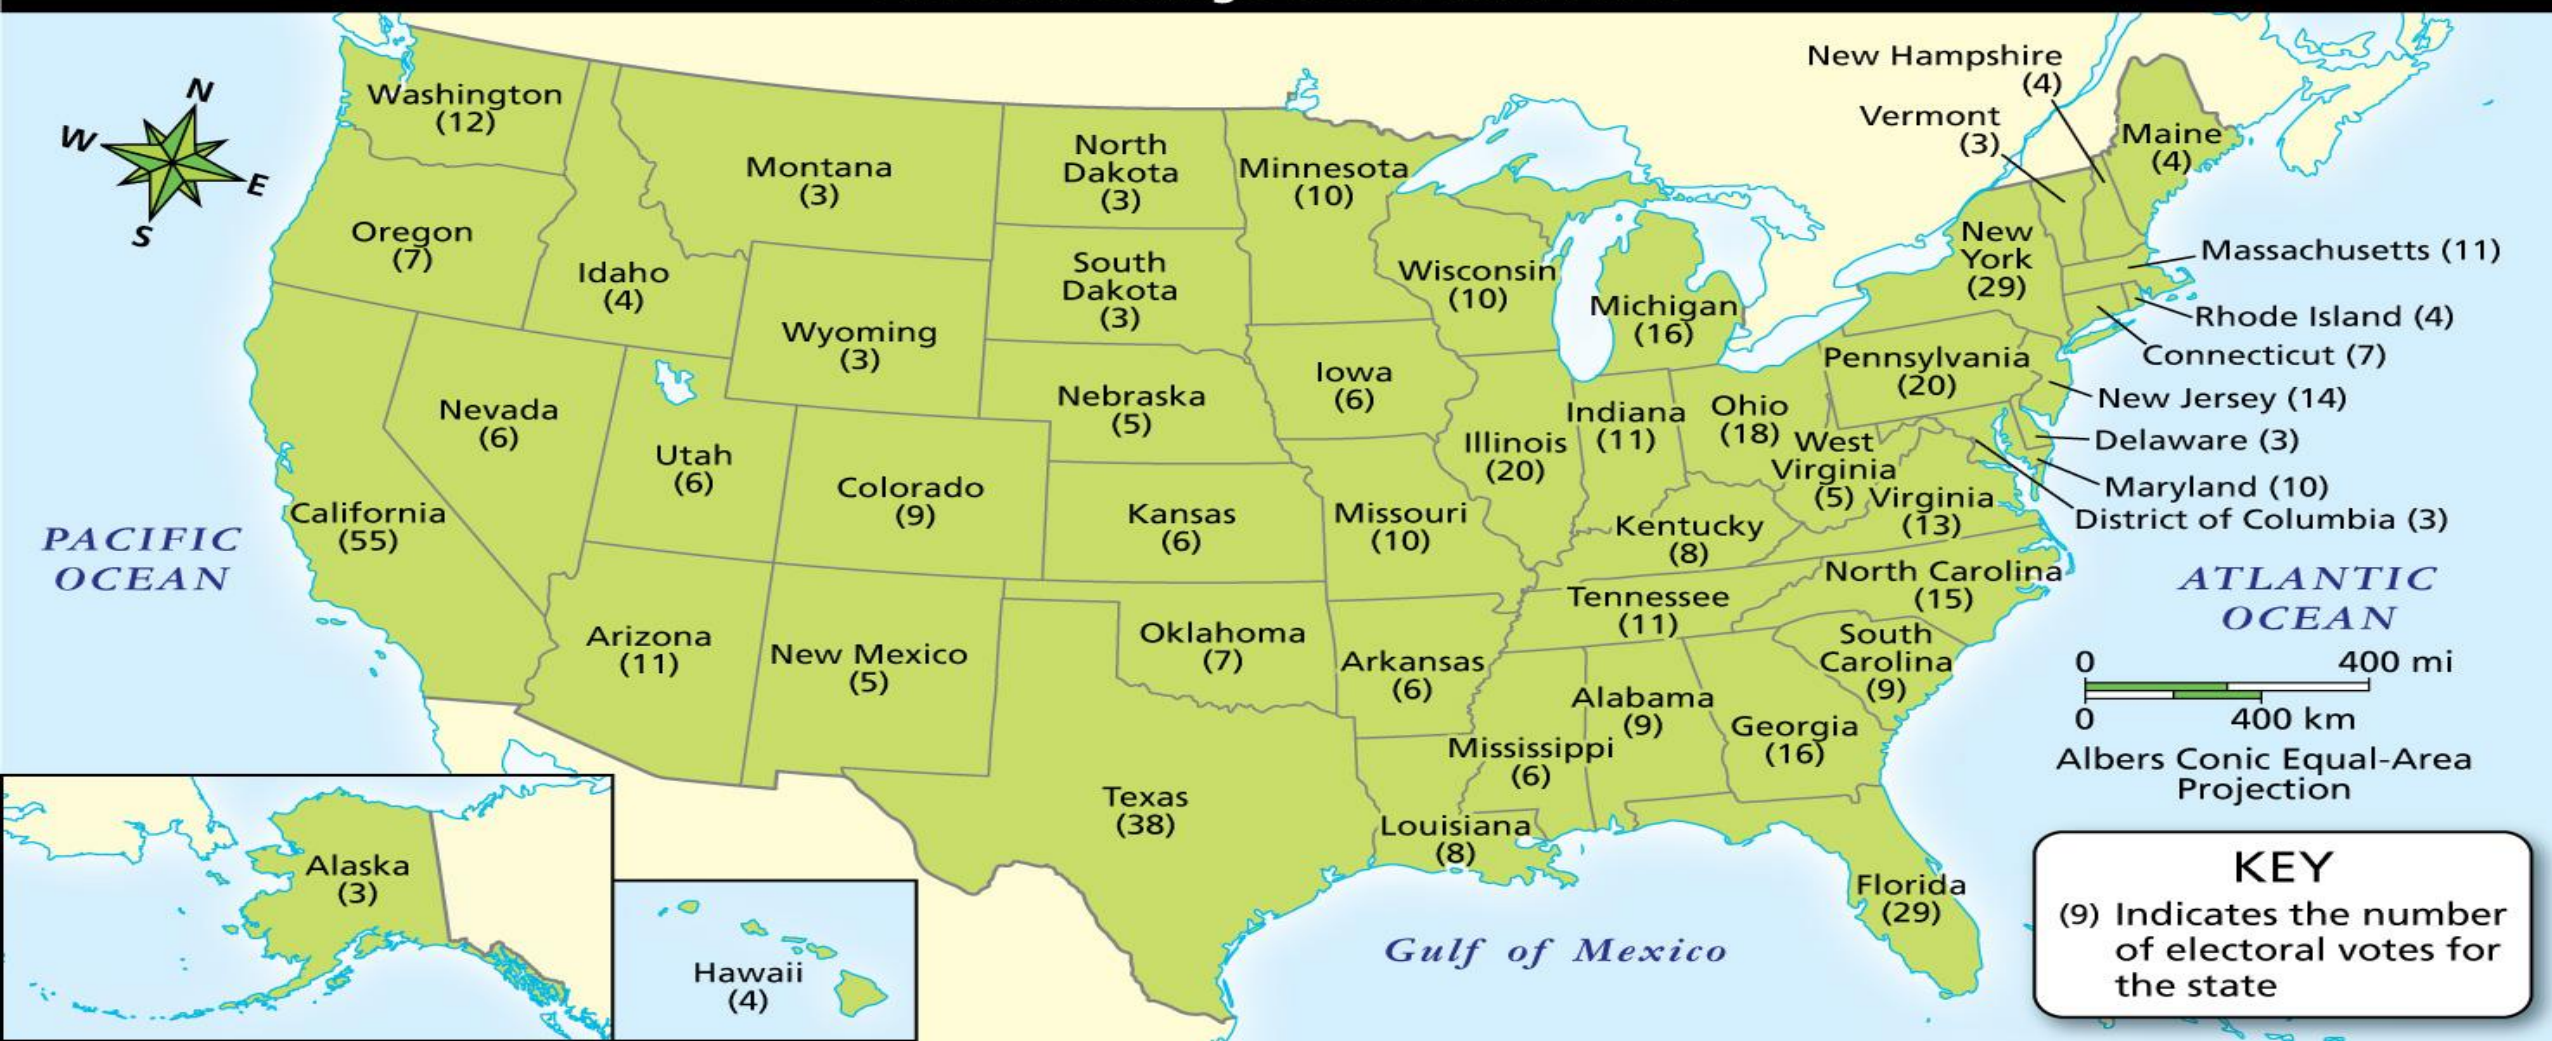 N
W
E
S
Washington
(12)
Oregon
(7)
Idaho
(4)
Montana
(3)
North
Dakota
(3)
Minnesota
(10)
South
Dakota
(3)
Wyoming
(3)
Wisconsin
(10)
Michigan
(16)
New Hampshire
(4)
Vermont
(3)
Maine
(4)
New
York
(29)
Massachusetts (11)
Rhode Island (4)
Connecticut (7)
Pennsylvania
(20)
New Jersey (14)
Delaware (3)
Maryland (10)
District of Columbia (3)
Nevada
(6)
Utah
(6)
California
(55)
Colorado
(9)
Nebraska
(5)
Iowa
(6)
Kansas
(6)
Missouri
(10)
Illinois
(20)
Indiana
(11)
Ohio
(18)
West
Virginia
(5)
Virginia
(13)
Kentucky
(8)
North Carolina
(15)
Tennessee
(11)
South
Carolina
(9)
PACIFIC
OCEAN
ATLANTIC
OCEAN
Arizona
(11)
New Mexico
(5)
Oklahoma
(7)
Arkansas
(6)
Mississippi
(6)
Alabama
(9)
Georgia
(16)
Texas
(38)
Louisiana
(8)
Florida
(29)
Alaska
(3)
Hawaii
(4)
Gulf of Mexico
0 400 mi
0 400 km
Albers Conic Equal-Area
Projection
KEY
(9) Indicates the number
of electoral votes for
the state